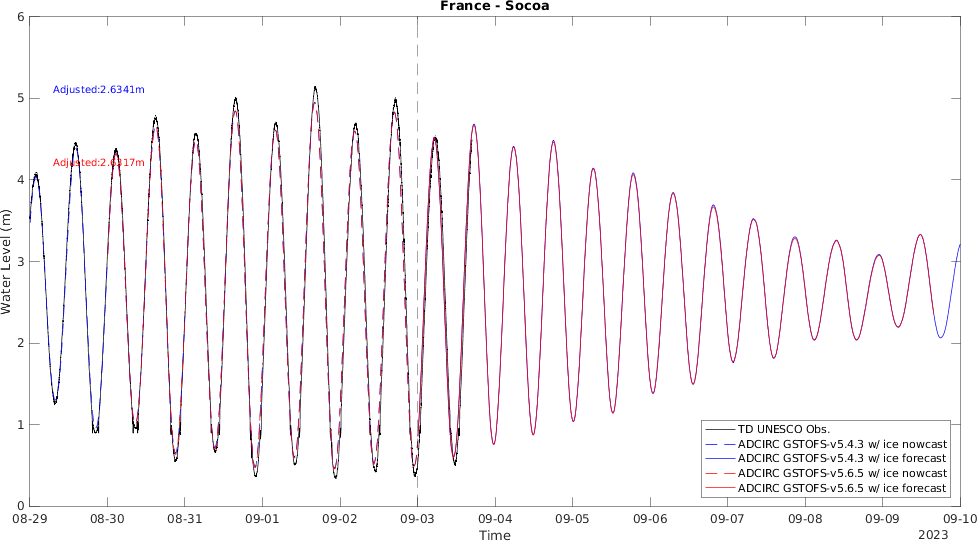 France - Socoa
6
5
4
3
2
1
0
Water Level (m)
Adjusted:2.6341m
Adjusted:2.6317m
TD UNESCO Obs.
ADCIRC GSTOFS-v5.4.3 w/ ice nowcast
ADCIRC GSTOFS-v5.4.3 w/ ice forecast
ADCIRC GSTOFS-v5.6.5 w/ ice nowcast
ADCIRC GSTOFS-v5.6.5 w/ ice forecast
08-29 08-30 08-31 09-01 09-02 09-03 09-04 09-05 09-06 09-07 09-08 09-09 09-10
Time
2023